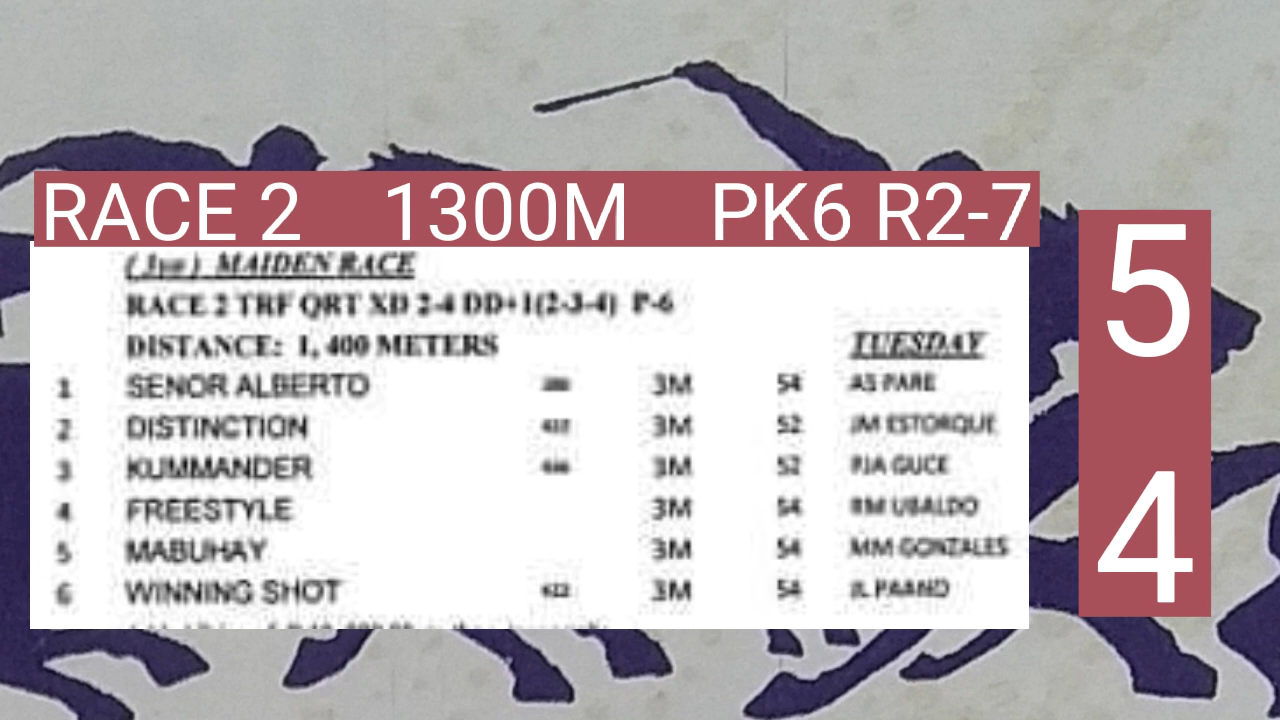 RACE 2 1300M PK6 R2-7
(3yo) MAIDEN RACE
RACE 2 TRF QRT XD 2-4 DD+1(2-3-4) P-6
DISTANCE: 1, 400 METERS TUESDAY
1 SENOR ALBERTO 3M 54 AS PARE
2 DISTINCTION 3M 52 JM ESTORQUE
3 KUMMANDER 3M 52 PJA GUCE
4 FREESTYLE 3M 54 RM UBALDO
5 MABUHAY 3M 54 MM GONZALES
6 WINNING SHOT 3M 54 JL PAANO
5
4